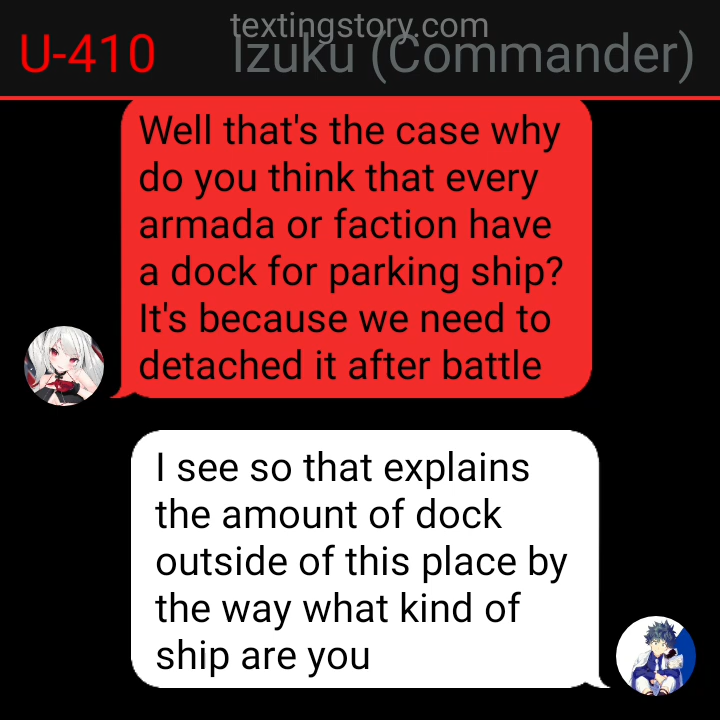 textingstory.com
U-410 Izuku (Commander)
Well that's the case why
do you think that every
armada or faction have
a dock for parking ship?
It's because we need to
detached it after battle
I see so that explains
the amount of dock
outside of this place by
the way what kind of
ship are you